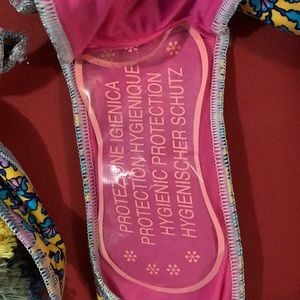 PROTEZIONE IGIENICA
PROTECTION HYGIENIQUE
HYGIENIC PROTECTION
HYGIENISCHER SCHUTZ